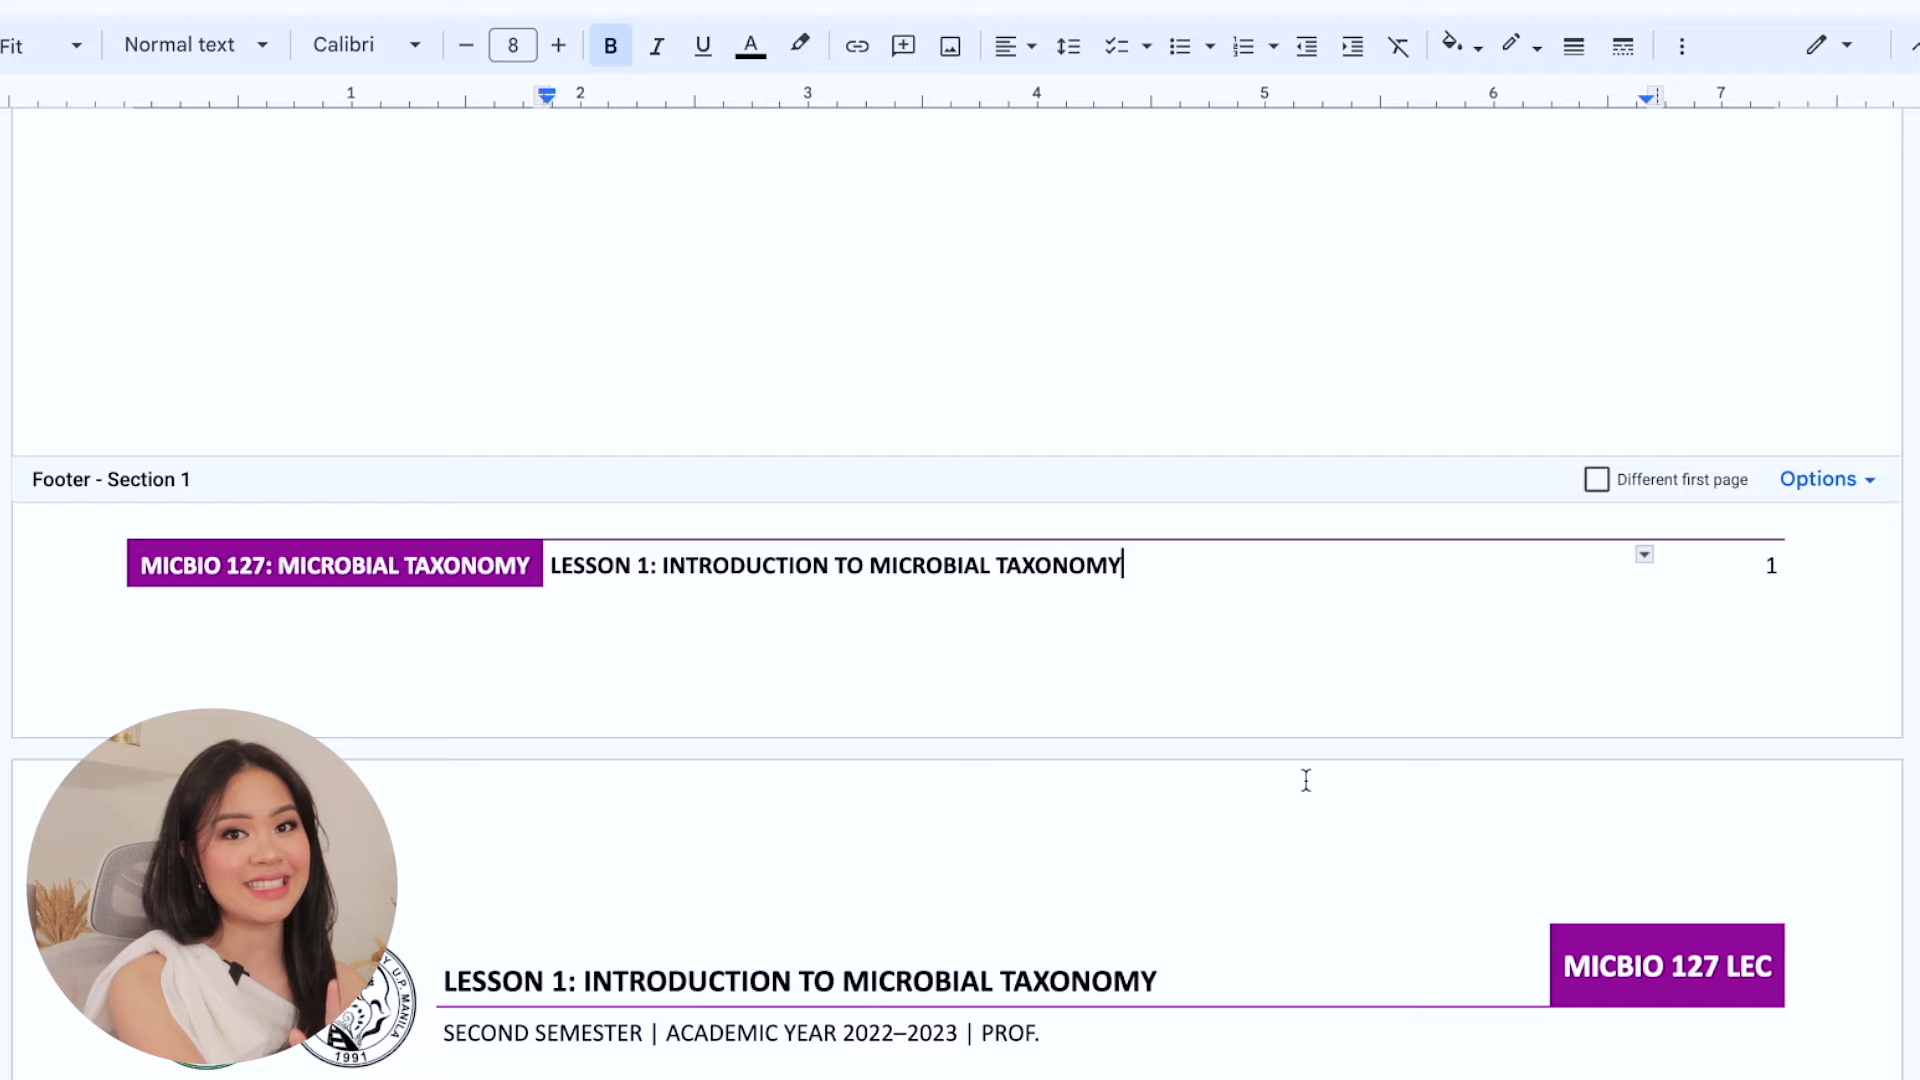 Fit Normal text Calibri 8 B I U A
1 2 3 4 5 6 7
Footer - Section 1 Different first page Options
MICBIO 127: MICROBIAL TAXONOMY LESSON 1: INTRODUCTION TO MICROBIAL TAXONOMY 1
MICBIO 127 LEC
LESSON 1: INTRODUCTION TO MICROBIAL TAXONOMY
SECOND SEMESTER | ACADEMIC YEAR 2022–2023 | PROF.
Y U.P. MANILA
1991